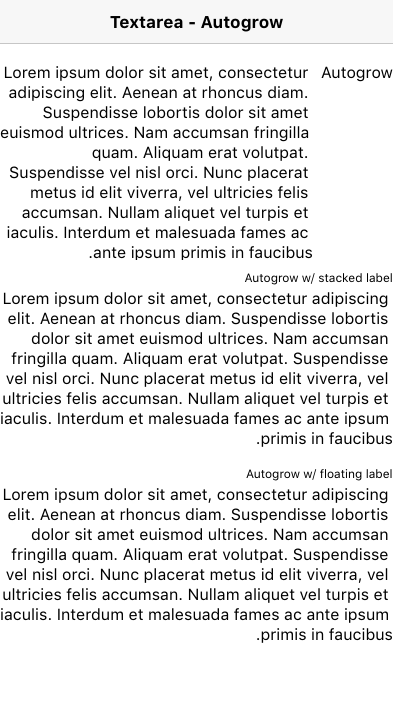 Textarea - Autogrow
Autogrow
Lorem ipsum dolor sit amet, consectetur
adipiscing elit. Aenean at rhoncus diam.
Suspendisse lobortis dolor sit amet
euismod ultrices. Nam accumsan fringilla
quam. Aliquam erat volutpat.
Suspendisse vel nisl orci. Nunc placerat
metus id elit viverra, vel ultricies felis
accumsan. Nullam aliquet vel turpis et
iaculis. Interdum et malesuada fames ac
.ante ipsum primis in faucibus
Autogrow w/ stacked label
Lorem ipsum dolor sit amet, consectetur adipiscing
elit. Aenean at rhoncus diam. Suspendisse lobortis
dolor sit amet euismod ultrices. Nam accumsan
fringilla quam. Aliquam erat volutpat. Suspendisse
vel nisl orci. Nunc placerat metus id elit viverra, vel
ultricies felis accumsan. Nullam aliquet vel turpis et
iaculis. Interdum et malesuada fames ac ante ipsum
.primis in faucibus
Autogrow w/ floating label
Lorem ipsum dolor sit amet, consectetur adipiscing
elit. Aenean at rhoncus diam. Suspendisse lobortis
dolor sit amet euismod ultrices. Nam accumsan
fringilla quam. Aliquam erat volutpat. Suspendisse
vel nisl orci. Nunc placerat metus id elit viverra, vel
ultricies felis accumsan. Nullam aliquet vel turpis et
iaculis. Interdum et malesuada fames ac ante ipsum
.primis in faucibus